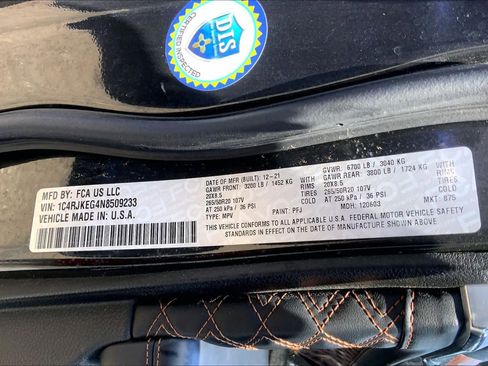 CERTIFIED
DIS
INSPECTED
MFD BY: FCA US LLC
VIN: 1C4RJKEG4N8509233
VEHICLE MADE IN U.S.A.
DATE OF MFR (BUILT) 12-21
GAWR FRONT: 3200 LB / 1452 KG
20X8.5
265/50R20 107V
AT 250 kPa / 36 PSI
TYPE: MPV
WITH
RIMS
TIRES
COLD
GVWR: 6700 LB / 3040 KG
GAWR REAR: 3800 LB / 1724 KG
20X8.5
265/50R20 107V
AT 250 kPa / 36 PSI
WITH
RIMS
TIRES
COLD
PAINT: PFJ
MDH: 120603
MKT: 875
VEHICLE CONFORMS TO ALL APPLICABLE U.S.A. FEDERAL MOTOR VEHICLE SAFETY
STANDARDS IN EFFECT ON THE DATE OF MANUFACTURE SHOWN ABOVE